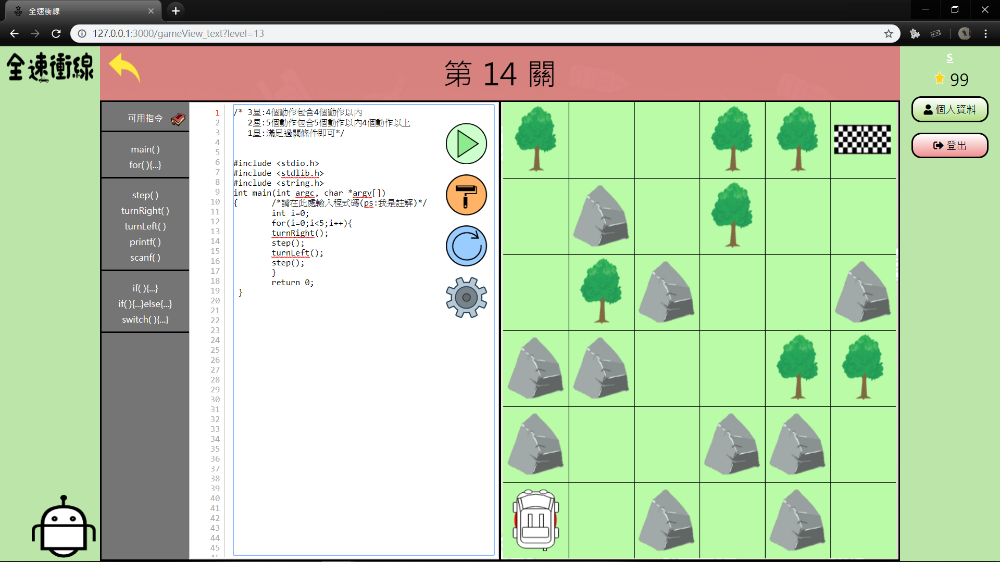 全速衝線
127.0.0.1:3000/gameView_text?level=13
全速衝線
第 14 關
S
99
個人資料
登出
可用指令
main( )
for( ){...}
step( )
turnRight( )
turnLeft( )
printf( )
scanf( )
if( ){...}
if( ){...}else{...}
switch( ){...}
1 /* 3星:4個動作包含4個動作以內
2 2星:5個動作包含5個動作以內4個動作以上
3 1星:滿足過關條件即可*/
4
5
6 #include <stdio.h>
7 #include <stdlib.h>
8 #include <string.h>
9 int main(int argc, char *argv[])
10 { /*請在此處輸入程式碼(ps:我是註解)*/
11 int i=0;
12 for(i=0;i<5;i++){
13 turnRight();
14 step();
15 turnLeft();
16 step();
17 }
18 return 0;
19 }
20
21
22
23
24
25
26
27
28
29
30
31
32
33
34
35
36
37
38
39
40
41
42
43
44
45